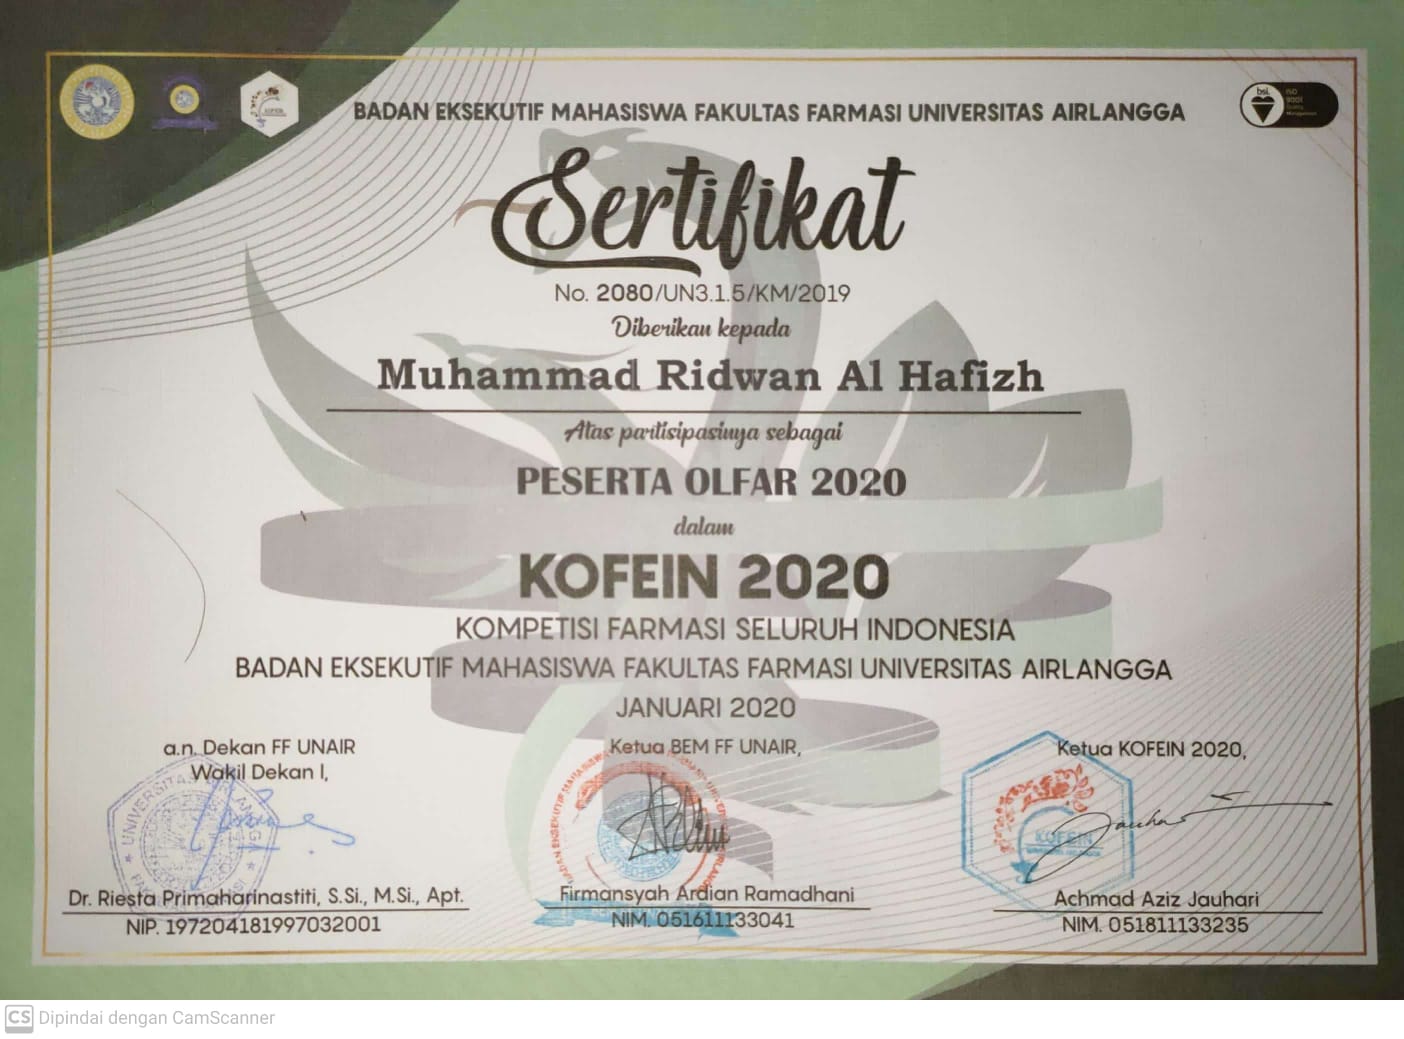 BADAN EKSEKUTIF MAHASISWA FAKULTAS FARMASI UNIVERSITAS AIRLANGGA
bsi. ISO 9001 Quality Management
Sertifikat
No. 2080/UN3.1.5/KM/2019
Diberikan kepada
Muhammad Ridwan Al Hafizh
Atas partisipasinya sebagai
PESERTA OLFAR 2020
dalam
KOFEIN 2020
KOMPETISI FARMASI SELURUH INDONESIA
BADAN EKSEKUTIF MAHASISWA FAKULTAS FARMASI UNIVERSITAS AIRLANGGA
JANUARI 2020
a.n. Dekan FF UNAIR
Wakil Dekan I,
Dr. Riesta Primaharinastiti, S.Si., M.Si., Apt.
NIP. 197204181997032001
Ketua BEM FF UNAIR,
Firmansyah Ardian Ramadhani
NIM. 051611133041
Ketua KOFEIN 2020,
KOFEIN
Achmad Aziz Jauhari
NIM. 051811133235
CS Dipindai dengan CamScanner